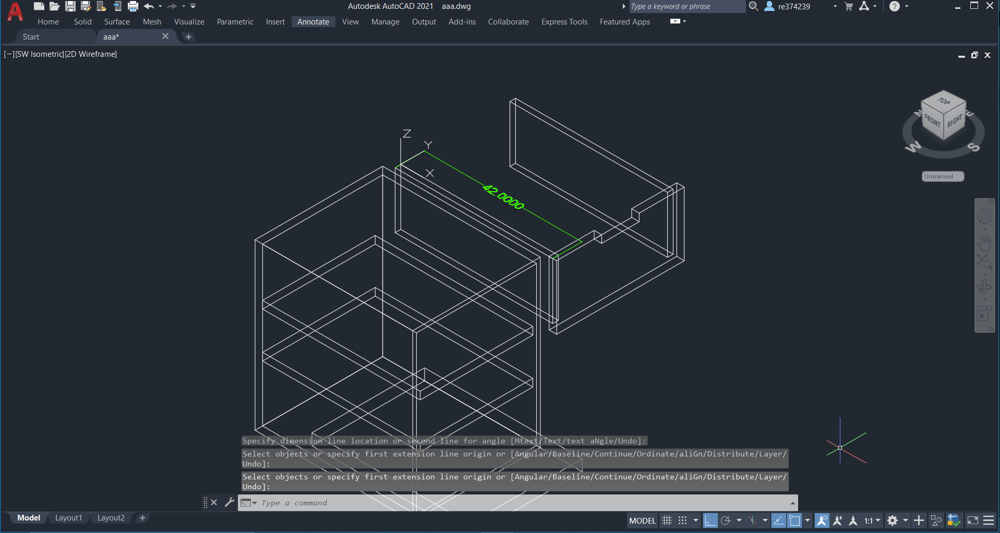 Autodesk AutoCAD 2021 aaa.dwg
Type a keyword or phrase
re374239
Home Solid Surface Mesh Visualize Parametric Insert Annotate View Manage Output Add-ins Collaborate Express Tools Featured Apps
Start
aaa*
[−][SW Isometric][2D Wireframe]
TOP
FRONT
RIGHT
N
E
W
S
Unnamed
Z
Y
X
42.0000
Specify dimension line location or second line for angle [Mtext/Text/text aNgle/Undo]:
Select objects or specify first extension line origin or [Angular/Baseline/Continue/Ordinate/aliGn/Distribute/Layer/
Undo]:
Select objects or specify first extension line origin or [Angular/Baseline/Continue/Ordinate/aliGn/Distribute/Layer/
Undo]:
Type a command
Model Layout1 Layout2
MODEL
1:1